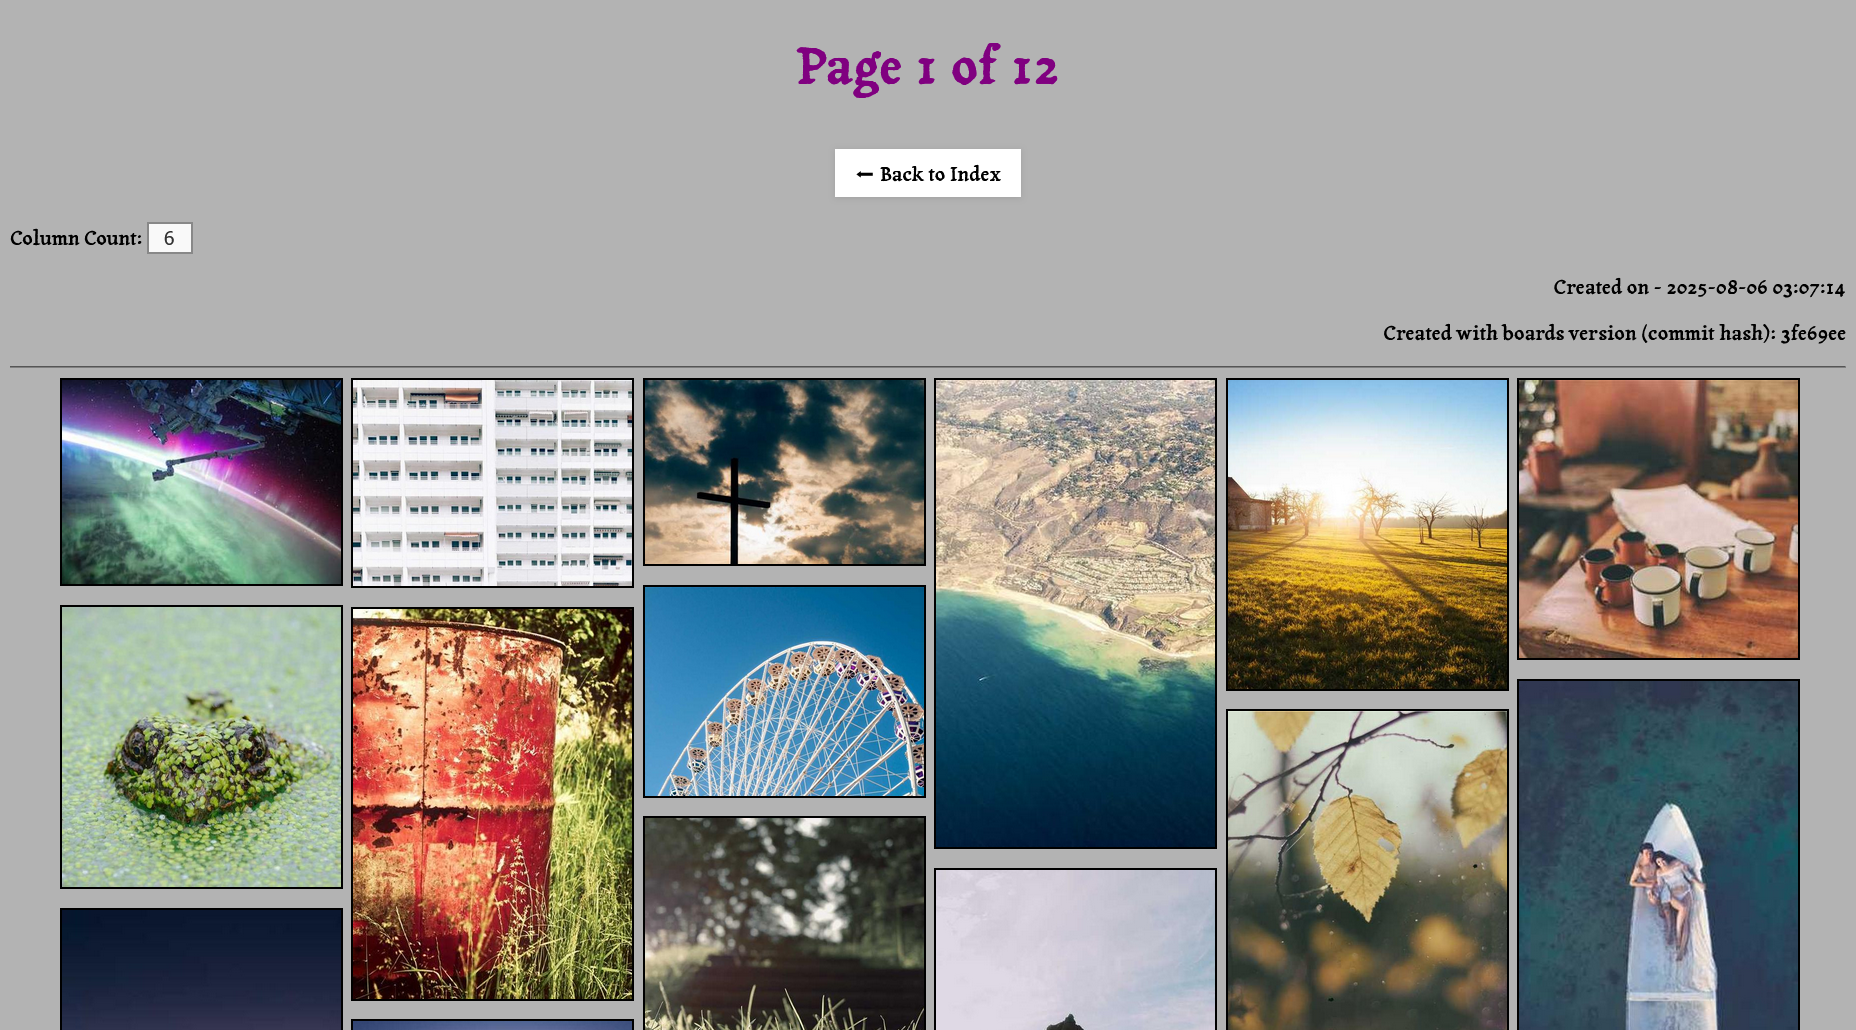 Page 1 of 12
← Back to Index
Column Count: 6
Created on - 2025-08-06 03:07:14
Created with boards version (commit hash): 3fe69ee